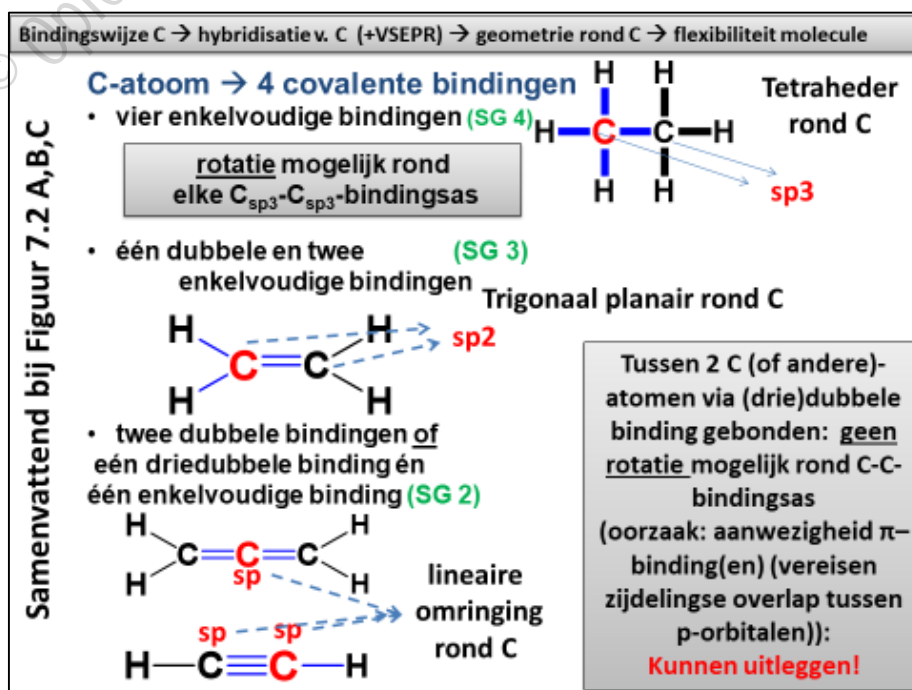 Bindingswijze C → hybridisatie v. C (+VSEPR) → geometrie rond C → flexibiliteit molecule
Samenvattend bij Figuur 7.2 A,B,C
C-atoom → 4 covalente bindingen
• vier enkelvoudige bindingen (SG 4)
rotatie mogelijk rond
elke Csp3-Csp3-bindingsas
H H
H C C H
H H
Tetraheder
rond C
sp3
• één dubbele en twee (SG 3)
enkelvoudige bindingen
Trigonaal planair rond C
H H
C C
H H
sp2
• twee dubbele bindingen of
eén driedubbele binding én
één enkelvoudige binding (SG 2)
H H
C C C
sp
H H
sp sp
H C C H
lineaire
omringing
rond C
Tussen 2 C (of andere)-
atomen via (drie)dubbele
binding gebonden: geen
rotatie mogelijk rond C-C-
bindingsas
(oorzaak: aanwezigheid π–
binding(en) (vereisen
zijdelingse overlap tussen
p-orbitalen)):
Kunnen uitleggen!